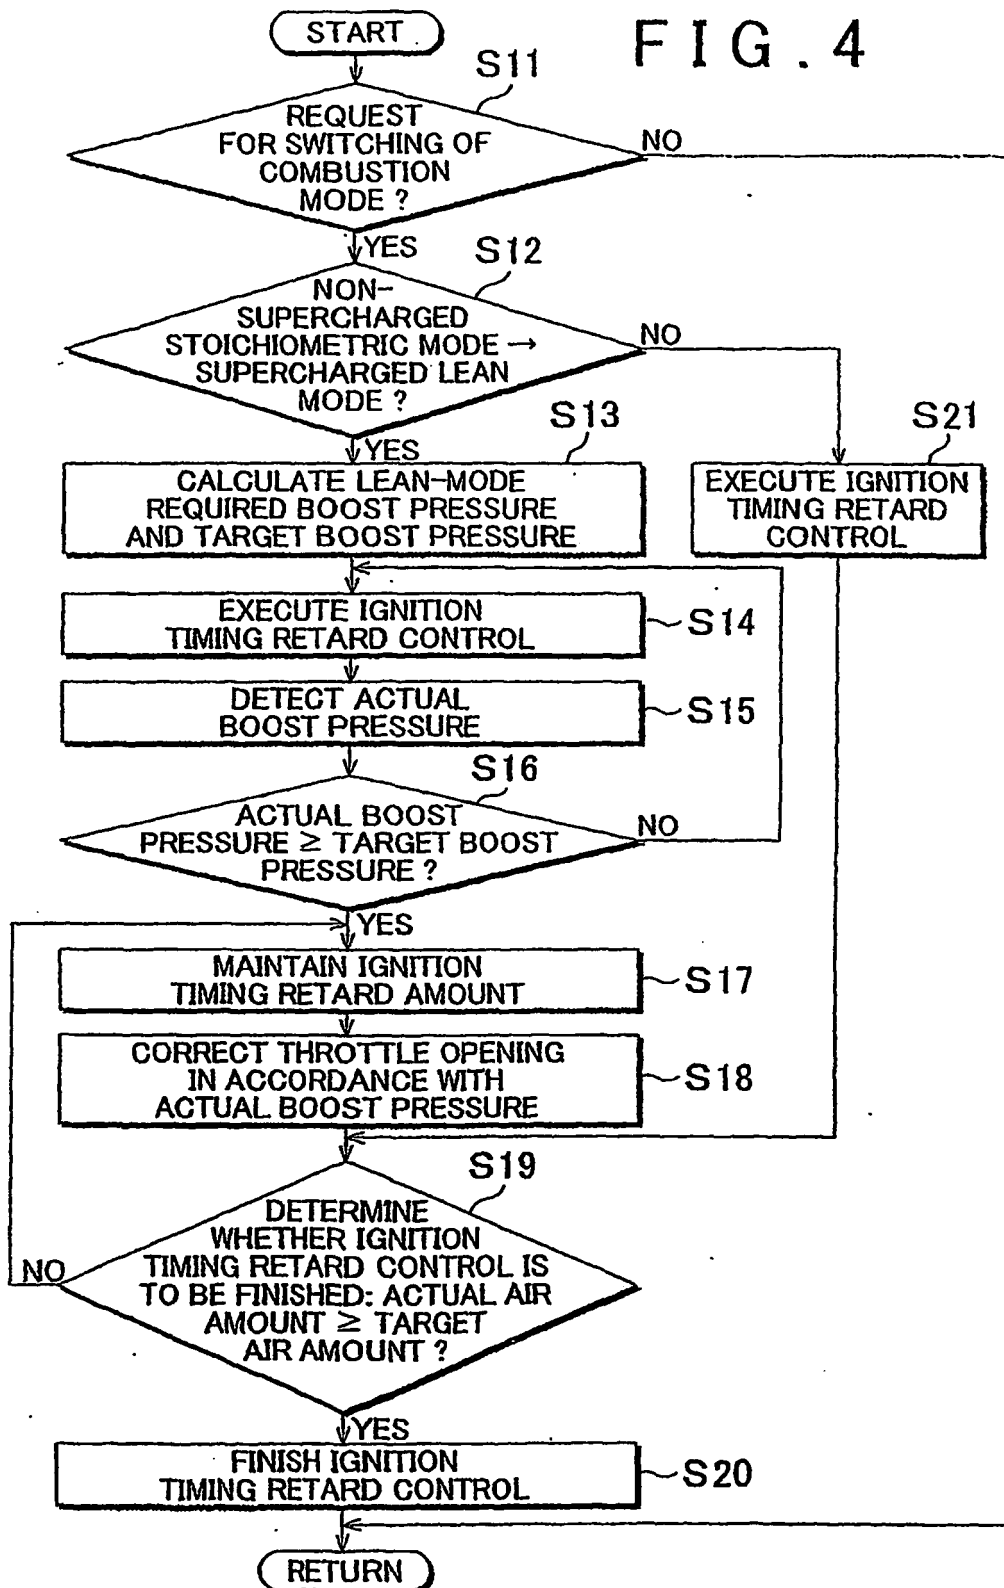 START
FIG. 4
S11
REQUEST
FOR SWITCHING OF
COMBUSTION
MODE ?
NO
YES
S12
NON-
SUPERCHARGED
STOICHIOMETRIC MODE →
SUPERCHARGED LEAN
MODE ?
NO
YES
S13
CALCULATE LEAN-MODE
REQUIRED BOOST PRESSURE
AND TARGET BOOST PRESSURE
S21
EXECUTE IGNITION
TIMING RETARD
CONTROL
EXECUTE IGNITION
TIMING RETARD CONTROL
S14
DETECT ACTUAL
BOOST PRESSURE
S15
S16
ACTUAL BOOST
PRESSURE ≥ TARGET BOOST
PRESSURE ?
NO
YES
MAINTAIN IGNITION
TIMING RETARD AMOUNT
S17
CORRECT THROTTLE OPENING
IN ACCORDANCE WITH
ACTUAL BOOST PRESSURE
S18
S19
DETERMINE
WHETHER IGNITION
TIMING RETARD CONTROL IS
TO BE FINISHED: ACTUAL AIR
AMOUNT ≥ TARGET
AIR AMOUNT ?
NO
YES
FINISH IGNITION
TIMING RETARD CONTROL
S20
RETURN